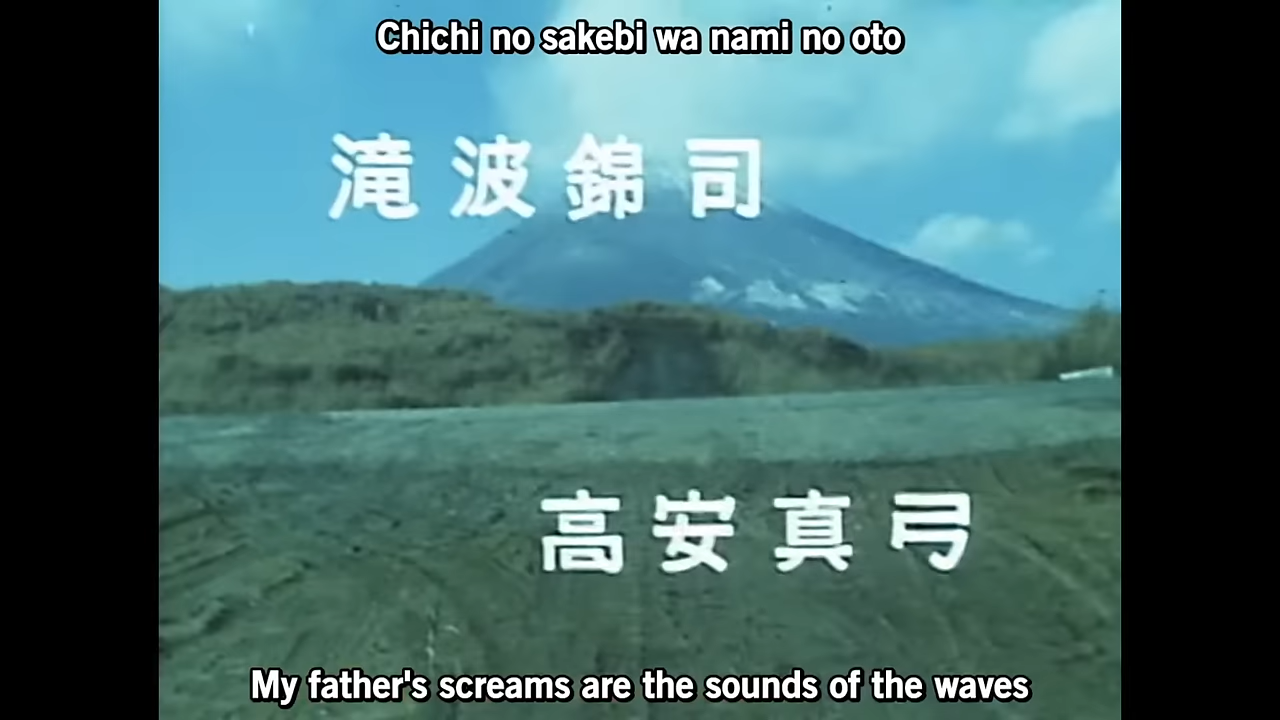 Chichi no sakebi wa nami no oto
滝波錦司
高安真弓
My father's screams are the sounds of the waves